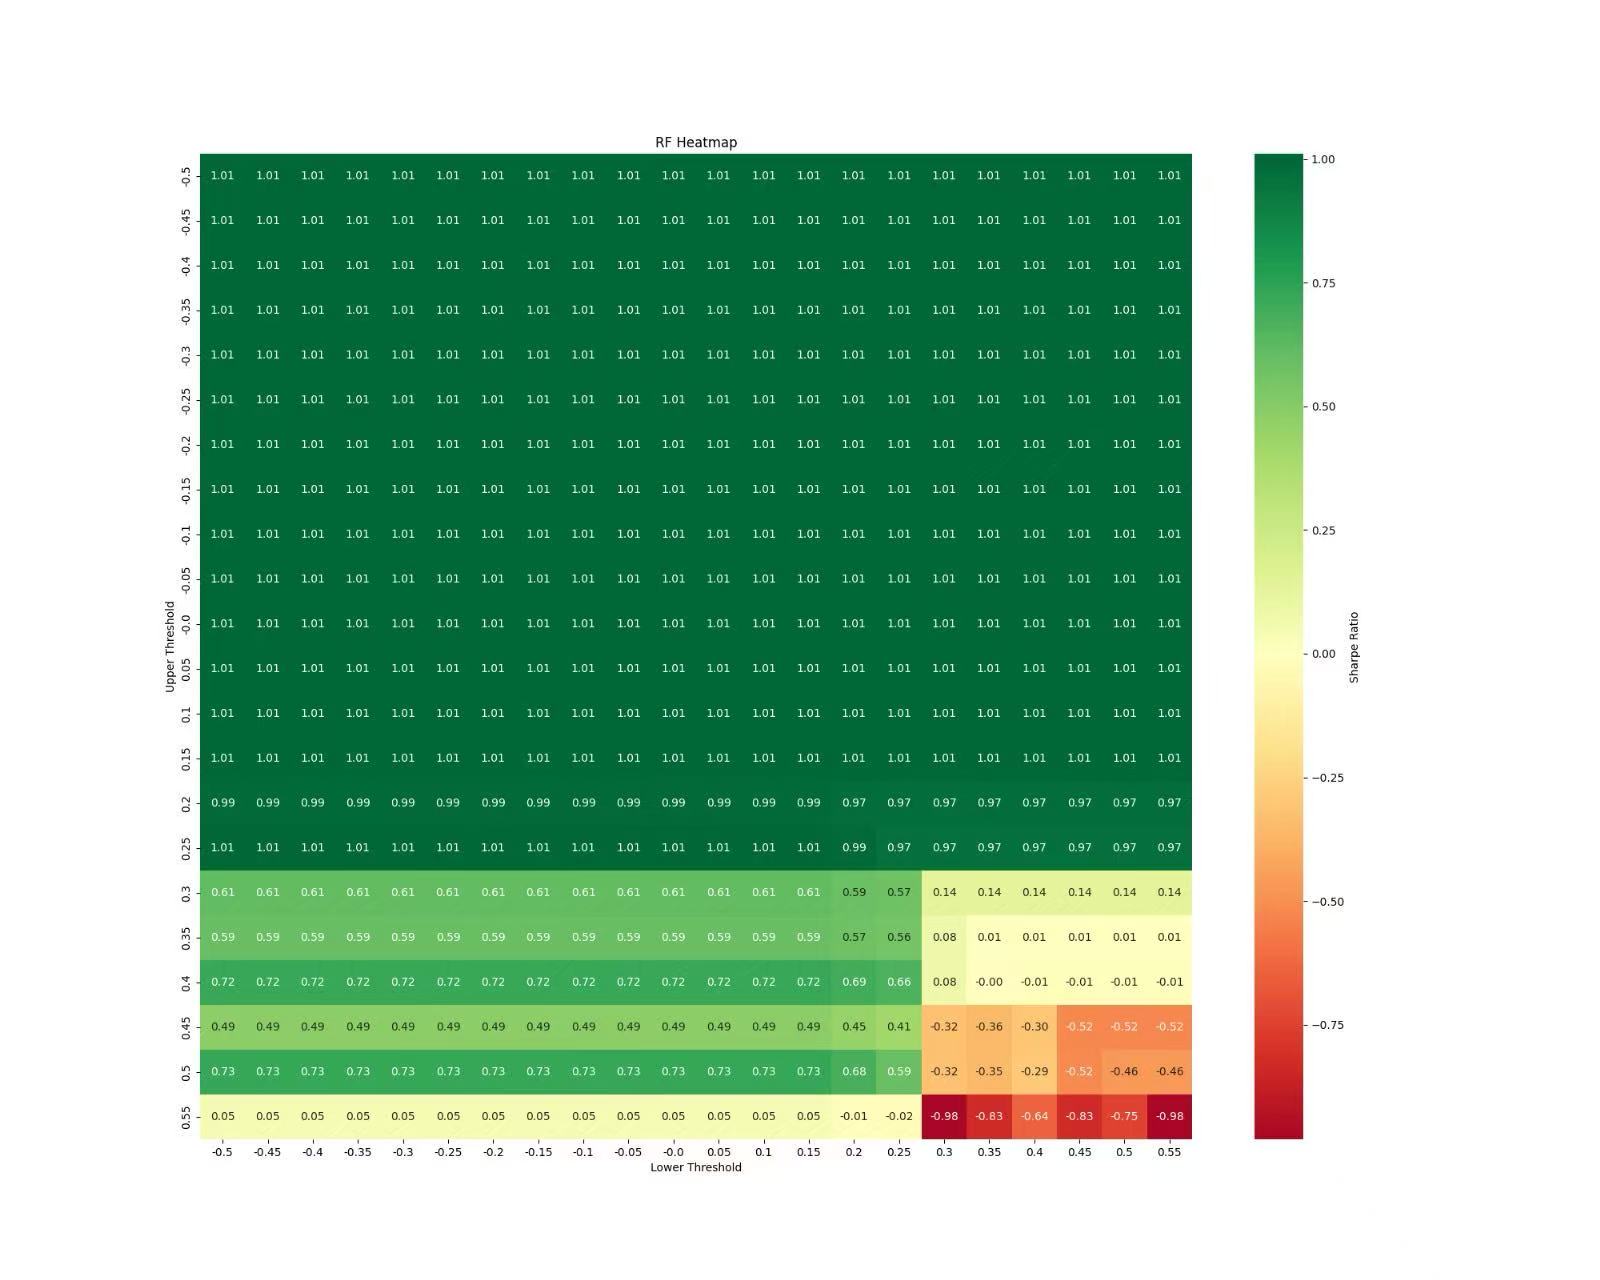 RF Heatmap
-0.5 1.01 1.01 1.01 1.01 1.01 1.01 1.01 1.01 1.01 1.01 1.01 1.01 1.01 1.01 1.01 1.01 1.01 1.01 1.01 1.01 1.01 1.01
-0.45 1.01 1.01 1.01 1.01 1.01 1.01 1.01 1.01 1.01 1.01 1.01 1.01 1.01 1.01 1.01 1.01 1.01 1.01 1.01 1.01 1.01 1.01
-0.4 1.01 1.01 1.01 1.01 1.01 1.01 1.01 1.01 1.01 1.01 1.01 1.01 1.01 1.01 1.01 1.01 1.01 1.01 1.01 1.01 1.01 1.01
-0.35 1.01 1.01 1.01 1.01 1.01 1.01 1.01 1.01 1.01 1.01 1.01 1.01 1.01 1.01 1.01 1.01 1.01 1.01 1.01 1.01 1.01 1.01
-0.3 1.01 1.01 1.01 1.01 1.01 1.01 1.01 1.01 1.01 1.01 1.01 1.01 1.01 1.01 1.01 1.01 1.01 1.01 1.01 1.01 1.01 1.01
-0.25 1.01 1.01 1.01 1.01 1.01 1.01 1.01 1.01 1.01 1.01 1.01 1.01 1.01 1.01 1.01 1.01 1.01 1.01 1.01 1.01 1.01 1.01
-0.2 1.01 1.01 1.01 1.01 1.01 1.01 1.01 1.01 1.01 1.01 1.01 1.01 1.01 1.01 1.01 1.01 1.01 1.01 1.01 1.01 1.01 1.01
-0.15 1.01 1.01 1.01 1.01 1.01 1.01 1.01 1.01 1.01 1.01 1.01 1.01 1.01 1.01 1.01 1.01 1.01 1.01 1.01 1.01 1.01 1.01
-0.1 1.01 1.01 1.01 1.01 1.01 1.01 1.01 1.01 1.01 1.01 1.01 1.01 1.01 1.01 1.01 1.01 1.01 1.01 1.01 1.01 1.01 1.01
-0.05 1.01 1.01 1.01 1.01 1.01 1.01 1.01 1.01 1.01 1.01 1.01 1.01 1.01 1.01 1.01 1.01 1.01 1.01 1.01 1.01 1.01 1.01
-0.0 1.01 1.01 1.01 1.01 1.01 1.01 1.01 1.01 1.01 1.01 1.01 1.01 1.01 1.01 1.01 1.01 1.01 1.01 1.01 1.01 1.01 1.01
0.05 1.01 1.01 1.01 1.01 1.01 1.01 1.01 1.01 1.01 1.01 1.01 1.01 1.01 1.01 1.01 1.01 1.01 1.01 1.01 1.01 1.01 1.01
0.1 1.01 1.01 1.01 1.01 1.01 1.01 1.01 1.01 1.01 1.01 1.01 1.01 1.01 1.01 1.01 1.01 1.01 1.01 1.01 1.01 1.01 1.01
0.15 1.01 1.01 1.01 1.01 1.01 1.01 1.01 1.01 1.01 1.01 1.01 1.01 1.01 1.01 1.01 1.01 1.01 1.01 1.01 1.01 1.01 1.01
0.2 0.99 0.99 0.99 0.99 0.99 0.99 0.99 0.99 0.99 0.99 0.99 0.99 0.99 0.99 0.97 0.97 0.97 0.97 0.97 0.97 0.97 0.97
0.25 1.01 1.01 1.01 1.01 1.01 1.01 1.01 1.01 1.01 1.01 1.01 1.01 1.01 1.01 0.99 0.97 0.97 0.97 0.97 0.97 0.97 0.97
0.3 0.61 0.61 0.61 0.61 0.61 0.61 0.61 0.61 0.61 0.61 0.61 0.61 0.61 0.61 0.59 0.57 0.14 0.14 0.14 0.14 0.14 0.14
0.35 0.59 0.59 0.59 0.59 0.59 0.59 0.59 0.59 0.59 0.59 0.59 0.59 0.59 0.59 0.57 0.56 0.08 0.01 0.01 0.01 0.01 0.01
0.4 0.72 0.72 0.72 0.72 0.72 0.72 0.72 0.72 0.72 0.72 0.72 0.72 0.72 0.72 0.69 0.66 0.08 -0.00 -0.01 -0.01 -0.01 -0.01
0.45 0.49 0.49 0.49 0.49 0.49 0.49 0.49 0.49 0.49 0.49 0.49 0.49 0.49 0.49 0.45 0.41 -0.32 -0.36 -0.30 -0.52 -0.52 -0.52
0.5 0.73 0.73 0.73 0.73 0.73 0.73 0.73 0.73 0.73 0.73 0.73 0.73 0.73 0.73 0.68 0.59 -0.32 -0.35 -0.29 -0.52 -0.46 -0.46
0.55 0.05 0.05 0.05 0.05 0.05 0.05 0.05 0.05 0.05 0.05 0.05 0.05 0.05 0.05 -0.01 -0.02 -0.98 -0.83 -0.64 -0.83 -0.75 -0.98
-0.5 -0.45 -0.4 -0.35 -0.3 -0.25 -0.2 -0.15 -0.1 -0.05 -0.0 0.05 0.1 0.15 0.2 0.25 0.3 0.35 0.4 0.45 0.5 0.55
Upper Threshold
Lower Threshold
1.00
0.75
0.50
0.25
0.00
−0.25
−0.50
−0.75
Sharpe Ratio